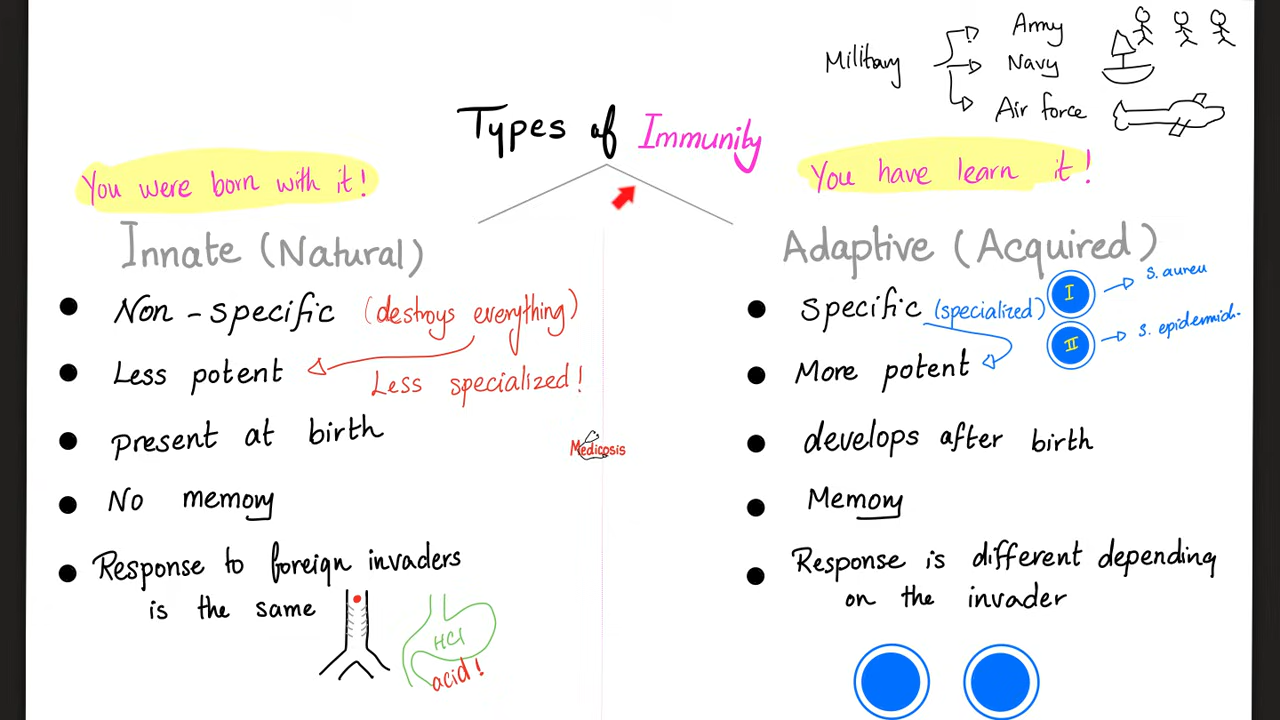 Military
Army
Navy
Air force
Types of Immunity
You were born with it!
Innate (Natural)
Non-specific (destroys everything)
Less potent
Less specialized!
present at birth
No memory
Response to foreign invaders
is the same
HCl
acid!
Medicosis
You have learn it!
Adaptive (Acquired)
Specific (specialized)
I
S. aureu
II
S. epidermid.
More potent
develops after birth
Memory
Response is different depending
on the invader